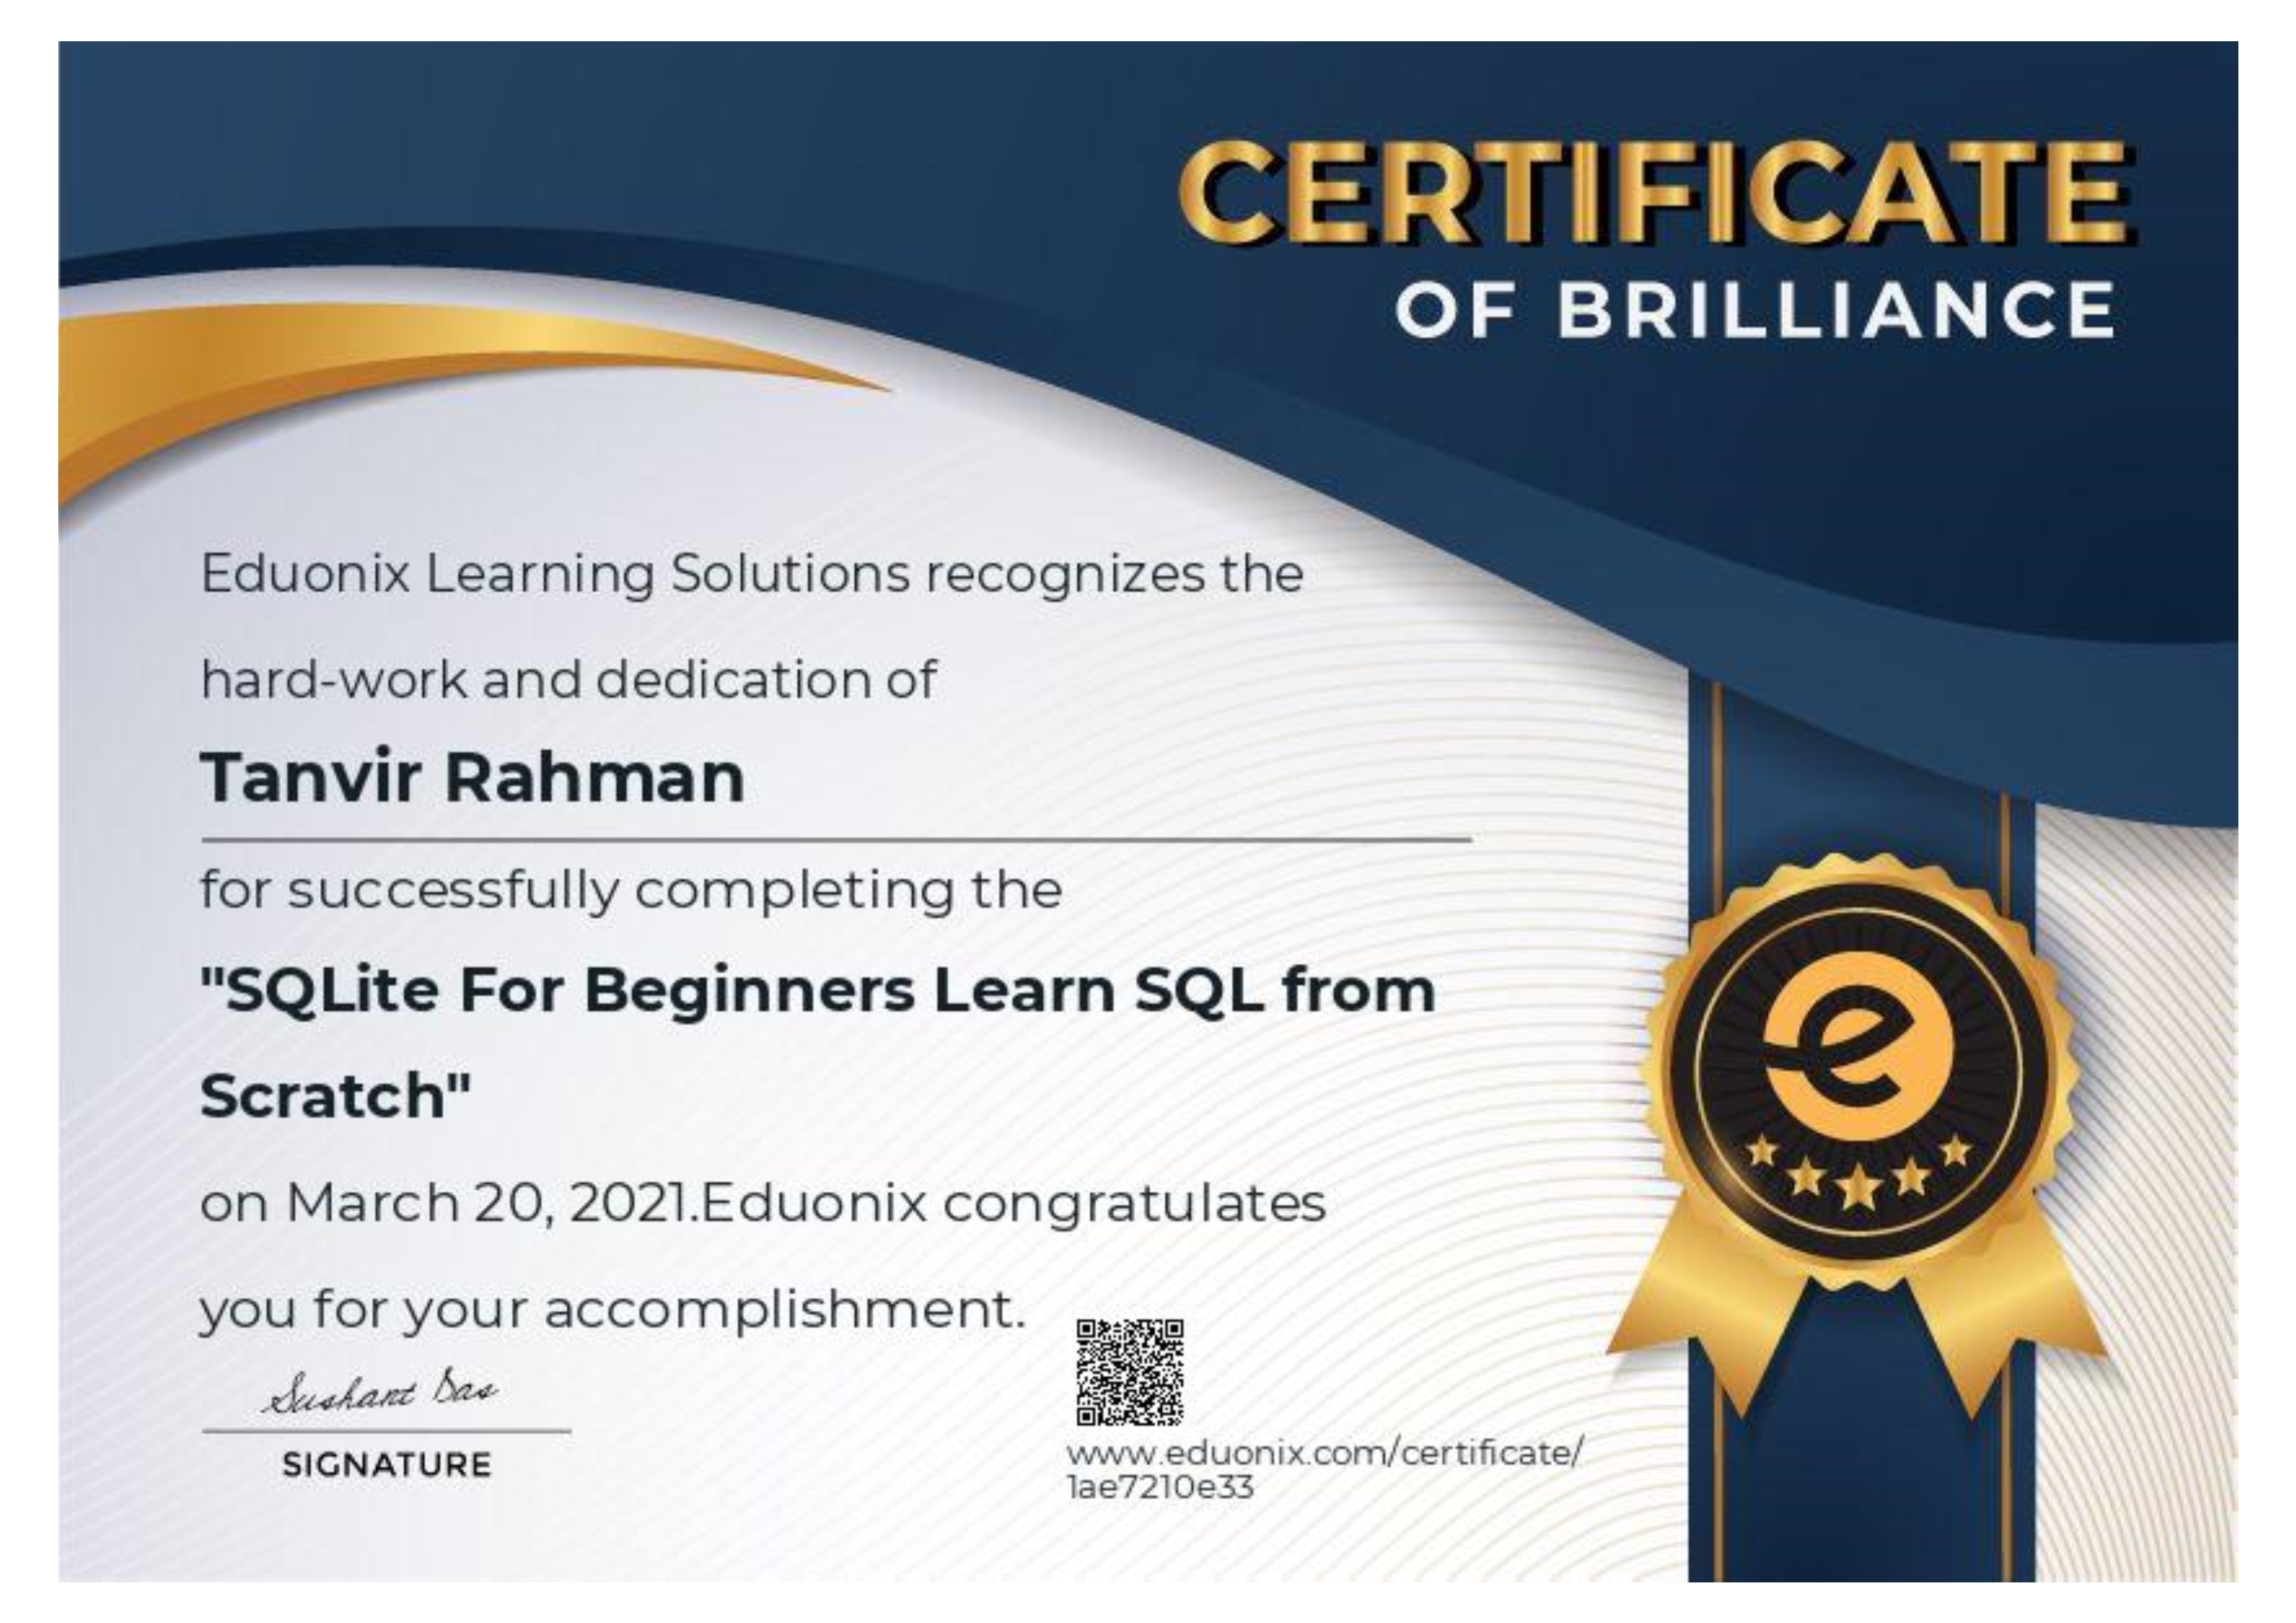 CERTIFICATE
OF BRILLIANCE
Eduonix Learning Solutions recognizes the
hard-work and dedication of
Tanvir Rahman
for successfully completing the
"SQLite For Beginners Learn SQL from
Scratch"
on March 20, 2021.Eduonix congratulates
you for your accomplishment.
Sushant Das
SIGNATURE
www.eduonix.com/certificate/
1ae7210e33
e